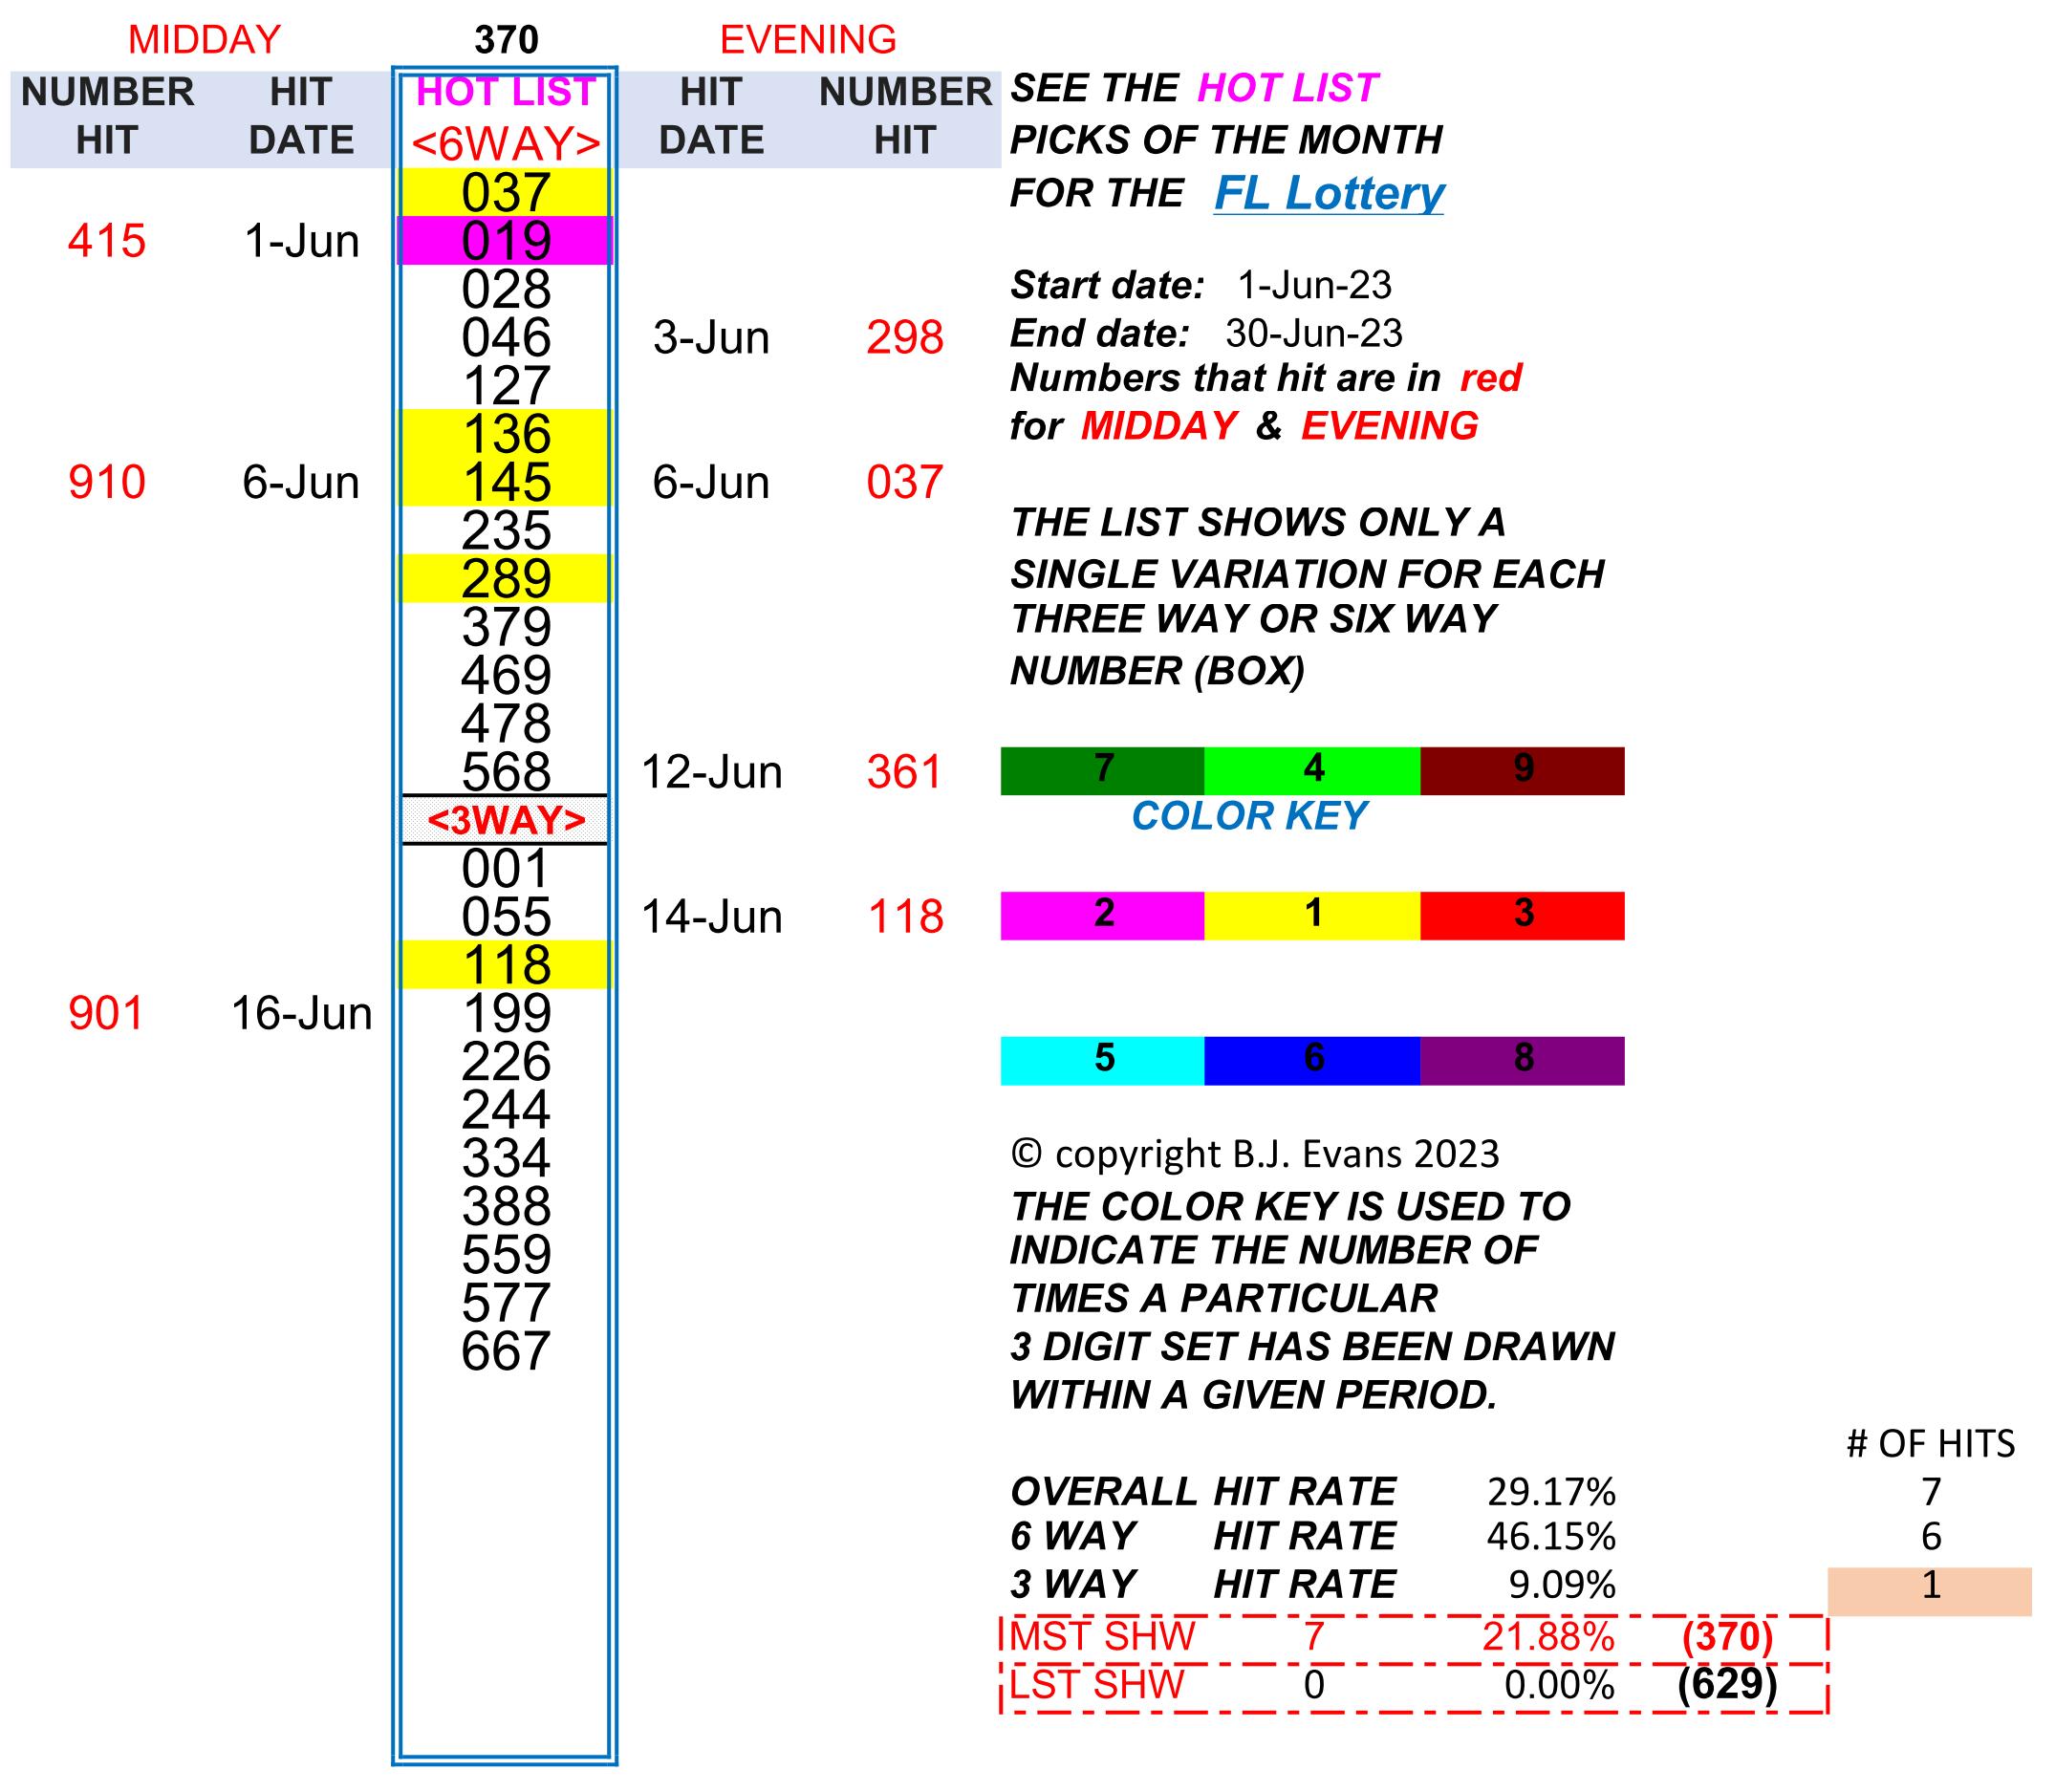 MIDDAY 370 EVENING
NUMBER HIT HOT LIST HIT NUMBER
HIT DATE <6WAY> DATE HIT
037
415 1-Jun 019
028
046 3-Jun 298
127
136
910 6-Jun 145 6-Jun 037
235
289
379
469
478
568 12-Jun 361
<3WAY>
001
055 14-Jun 118
118
901 16-Jun 199
226
244
334
388
559
577
667
SEE THE HOT LIST
PICKS OF THE MONTH
FOR THE FL Lottery
Start date: 1-Jun-23
End date: 30-Jun-23
Numbers that hit are in red
for MIDDAY & EVENING
THE LIST SHOWS ONLY A
SINGLE VARIATION FOR EACH
THREE WAY OR SIX WAY
NUMBER (BOX)
7 4 9
COLOR KEY
2 1 3
5 6 8
© copyright B.J. Evans 2023
THE COLOR KEY IS USED TO
INDICATE THE NUMBER OF
TIMES A PARTICULAR
3 DIGIT SET HAS BEEN DRAWN
WITHIN A GIVEN PERIOD.
# OF HITS
OVERALL HIT RATE 29.17% 7
6 WAY HIT RATE 46.15% 6
3 WAY HIT RATE 9.09% 1
MST SHW 7 21.88% (370)
LST SHW 0 0.00% (629)